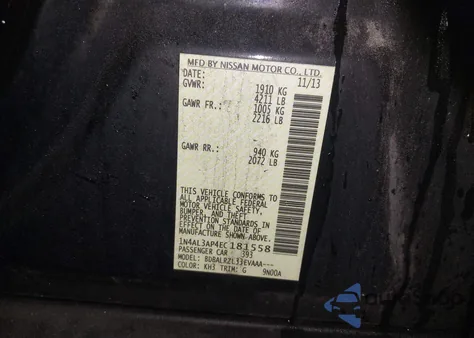 MFD BY NISSAN MOTOR CO., LTD.
DATE: 11/13
GVWR: 1910 KG
4211 LB
GAWR FR.: 1005 KG
2216 LB
GAWR RR.: 940 KG
2072 LB
THIS VEHICLE CONFORMS TO
ALL APPLICABLE FEDERAL
MOTOR VEHICLE SAFETY,
BUMPER, AND THEFT
PREVENTION STANDARDS IN
EFFECT ON THE DATE OF
MANUFACTURE SHOWN ABOVE.
1N4AL3AP4EC181558
PASSENGER CAR 393
MODEL: BDBALRZL33EVAAA---
COLOR: KH3 TRIM: G 9N00A
AutoShop